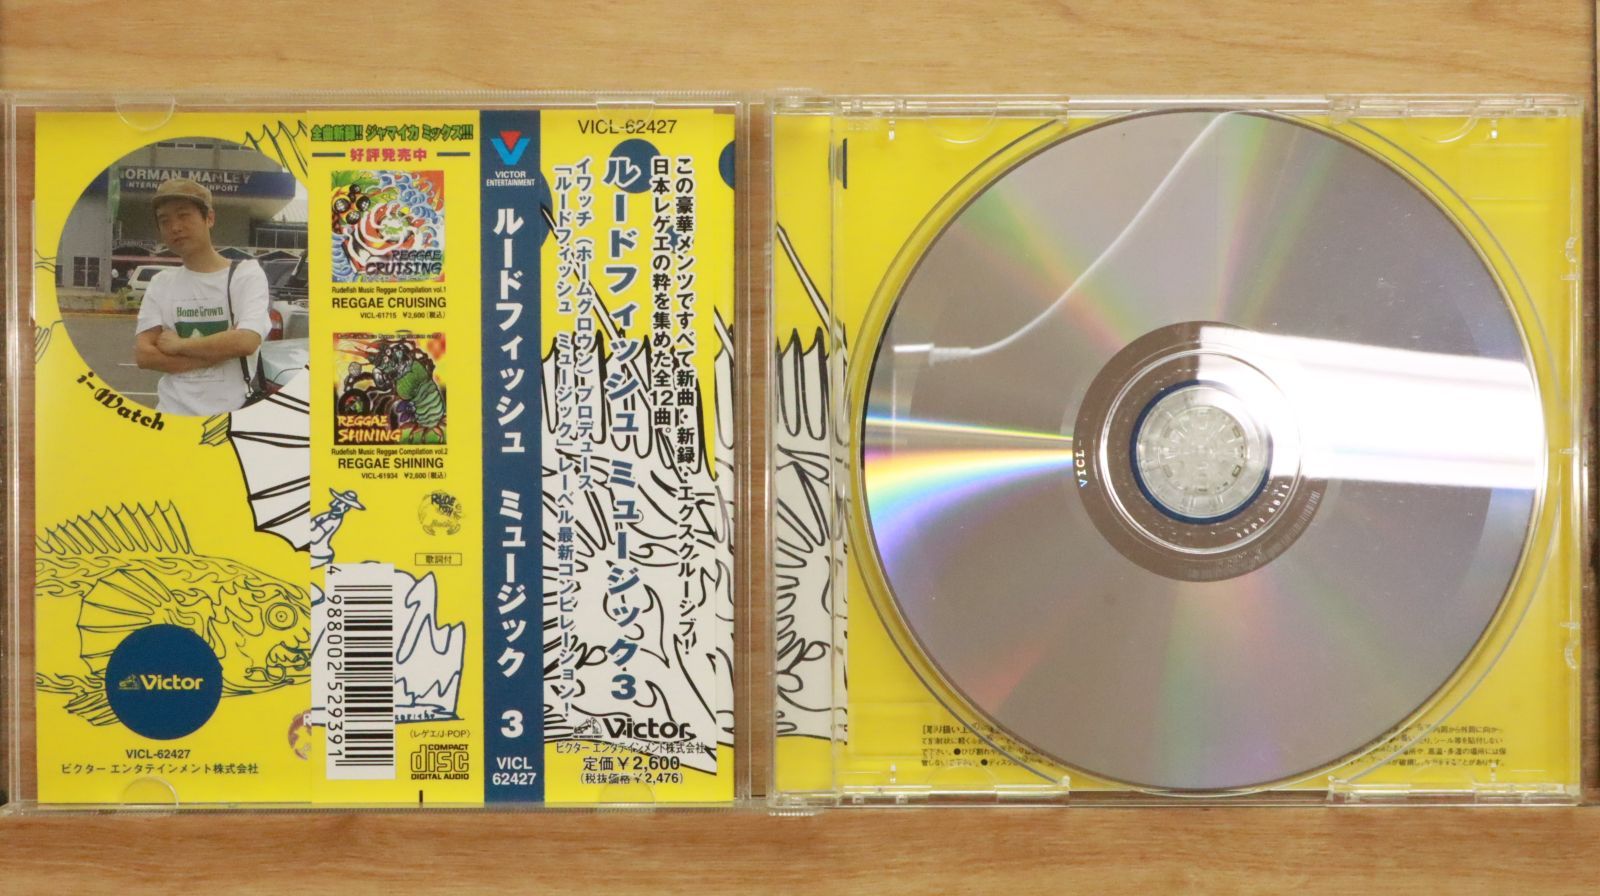 NORMAN MANLEY
INTERNATIONAL AIRPORT
Home Grown
i-Watch
Victor
VICL-62427
ビクター エンタテインメント株式会社
全曲新録!! ジャマイカ ミックス!!!
好評発売中
REGGAE
CRUISING
Rudefish Music Reggae Compilation vol.1
REGGAE CRUISING
VICL-61715 ¥2,600(税込)
REGGAE
SHINING
Rudefish Music Reggae Compilation vol.2
REGGAE SHINING
VICL-61934 ¥2,600(税込)
RUDE
FISH
Music
歌詞付
4 988002 529391
(レゲエ/J-POP)
COMPACT
disc
DIGITAL AUDIO
VICTOR
ENTERTAINMENT
ルードフィッシュ ミュージック 3
VICL
62427
VICL-62427
この豪華メンツですべて新曲・新録・エクスクルーシブ!!
日本レゲエの粋を集めた全12曲。
ルードフィッシュ ミュージック3
イワッチ(ホームグロウン)プロデュース
「ルードフィッシュ ミュージック」レーベル最新コンピレーション!
Victor
ビクター エンタテインメント株式会社
定価¥2,600
(税抜価格¥2,476)
VICL-